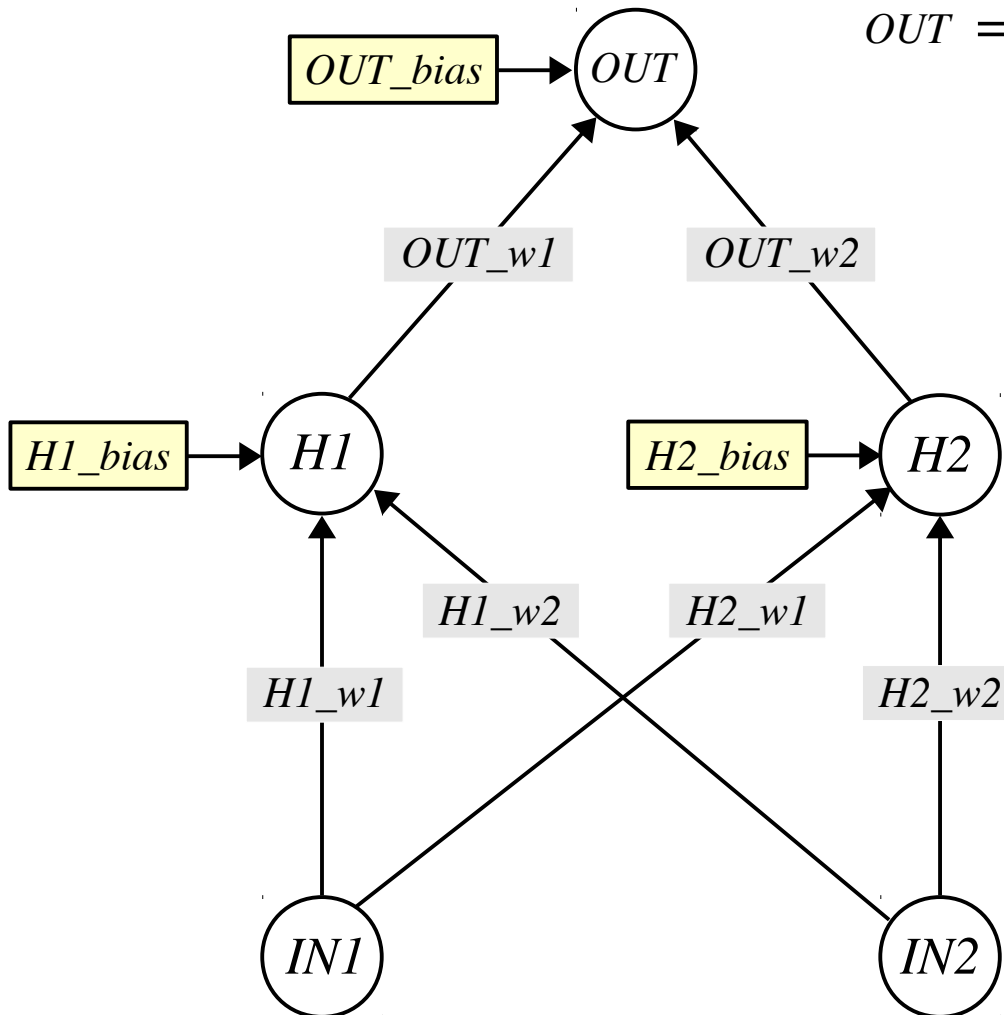 OUT =
OUT_bias
OUT
OUT_w1
OUT_w2
H1_bias
H1
H2_bias
H2
H1_w2
H2_w1
H1_w1
H2_w2
IN1
IN2